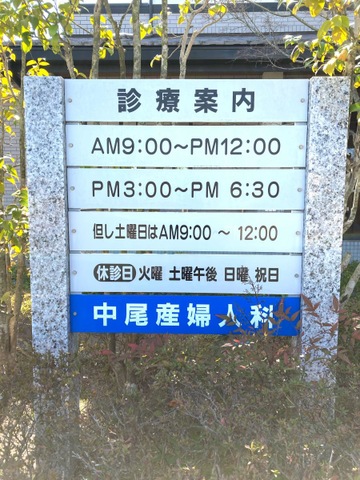 診療案内
AM9:00～PM12:00
PM3:00～PM 6:30
但し土曜日はAM9:00 ～ 12:00
休診日 火曜 土曜午後 日曜 祝日
中尾産婦人科